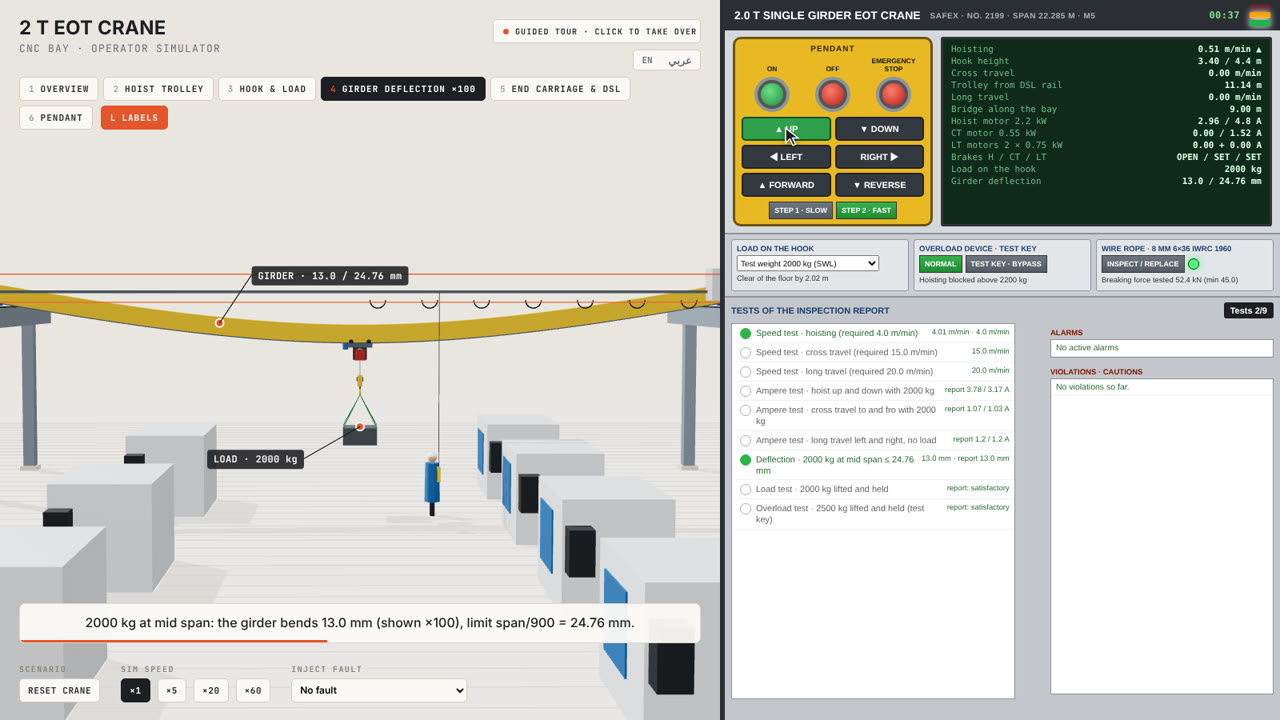 2 T EOT CRANE
CNC BAY · OPERATOR SIMULATOR
GUIDED TOUR · CLICK TO TAKE OVER
EN عربي
1 OVERVIEW
2 HOIST TROLLEY
3 HOOK & LOAD
4 GIRDER DEFLECTION ×100
5 END CARRIAGE & DSL
6 PENDANT
L LABELS
GIRDER · 13.0 / 24.76 mm
LOAD · 2000 kg
2000 kg at mid span: the girder bends 13.0 mm (shown ×100), limit span/900 = 24.76 mm.
SCENARIO
RESET CRANE
SIM SPEED
×1 ×5 ×20 ×60
INJECT FAULT
No fault
2.0 T SINGLE GIRDER EOT CRANE SAFEX · NO. 2199 · SPAN 22.285 M · M5 00:37
PENDANT
ON OFF EMERGENCY STOP
▲ UP ▼ DOWN
◀ LEFT RIGHT ▶
▲ FORWARD ▼ REVERSE
STEP 1 · SLOW STEP 2 · FAST
Hoisting 0.51 m/min ▲
Hook height 3.40 / 4.4 m
Cross travel 0.00 m/min
Trolley from DSL rail 11.14 m
Long travel 0.00 m/min
Bridge along the bay 9.00 m
Hoist motor 2.2 kW 2.96 / 4.8 A
CT motor 0.55 kW 0.00 / 1.52 A
LT motors 2 × 0.75 kW 0.00 + 0.00 A
Brakes H / CT / LT OPEN / SET / SET
Load on the hook 2000 kg
Girder deflection 13.0 / 24.76 mm
LOAD ON THE HOOK
Test weight 2000 kg (SWL)
Clear of the floor by 2.02 m
OVERLOAD DEVICE · TEST KEY
NORMAL TEST KEY · BYPASS
Hoisting blocked above 2200 kg
WIRE ROPE · 8 MM 6×36 IWRC 1960
INSPECT / REPLACE
Breaking force tested 52.4 kN (min 45.0)
TESTS OF THE INSPECTION REPORT
Tests 2/9
Speed test · hoisting (required 4.0 m/min) 4.01 m/min · 4.0 m/min
Speed test · cross travel (required 15.0 m/min) 15.0 m/min
Speed test · long travel (required 20.0 m/min) 20.0 m/min
Ampere test · hoist up and down with 2000 kg report 3.78 / 3.17 A
Ampere test · cross travel to and fro with 2000 kg report 1.07 / 1.03 A
Ampere test · long travel left and right, no load report 1.2 / 1.2 A
Deflection · 2000 kg at mid span ≤ 24.76 mm 13.0 mm · report 13.0 mm
Load test · 2000 kg lifted and held report: satisfactory
Overload test · 2500 kg lifted and held (test key) report: satisfactory
ALARMS
No active alarms
VIOLATIONS · CAUTIONS
No violations so far.